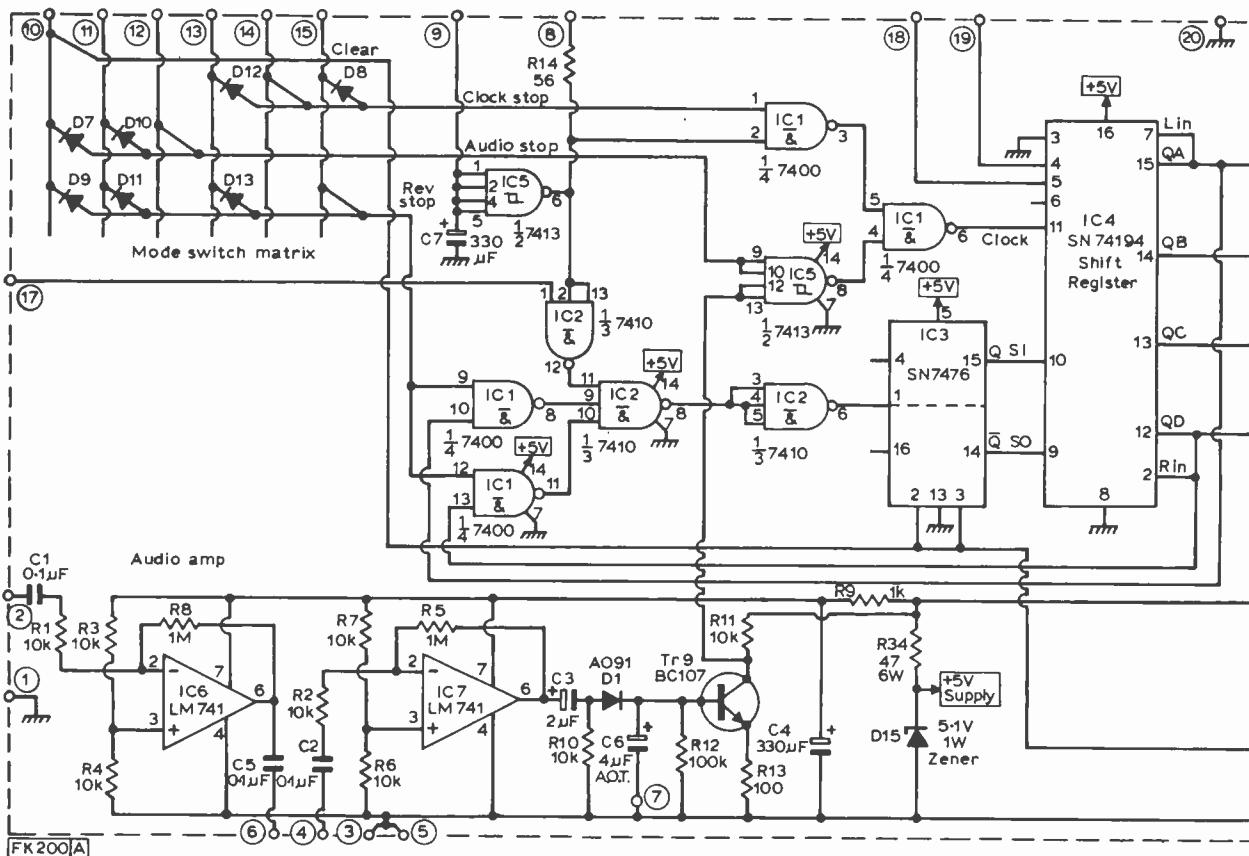 10 11 12 13 14 15 9 8 18 19 20
Clear
R14
56
D12 D8
+5V
Clock stop
1
2
IC1
&
3
1/4 7400
16
3
4
5
6
Lin
7
QA
15
D7 D10
Audio stop
D9 D11 D13
Rev
stop
1
2
4
5
IC5
6
1/2 7413
C7 330
µF
+
Mode switch matrix
5
4
IC1
&
6
1/4 7400
Clock
11
IC4
SN 74194
Shift
Register
QB
14
17
1 2 13
IC2
&
1/3 7410
12
9
10
12
13
IC5
+5V
14
8
7
1/2 7413
+5V
5
IC3
SN7476
4
1
16
15 Q SI 10
14 Q SO 9
2 13 3
QC
13
QD
12
Rin
2
8
9
10
IC1
&
8
1/4 7400
11
9
10
IC2
&
+5V
14
8
7
1/3 7410
3
4
5
IC2
&
6
1/3 7410
12
13
IC1
&
+5V
14
11
7
1/4 7400
Audio amp
C1
0·1µF
2
R1
10k
R3
10k
R8
1M
2
7
6
3
4
IC6
LM 741
R4
10k
C5
R2
10k
C2
R7
10k
R5
1M
2
7
6
3
4
IC7
LM 741
R6
10k
C3
2µF
+
AO91
D1
R10
10k
C6
4µF
A.O.T.
+
7
R12
100k
R11
10k
Tr 9
BC107
R13
100
C4
330µF
+
R9
1k
R34
47
6W
+5V
Supply
D15
5·1V
1W
Zener
1
6 4 3 5
FK200 A